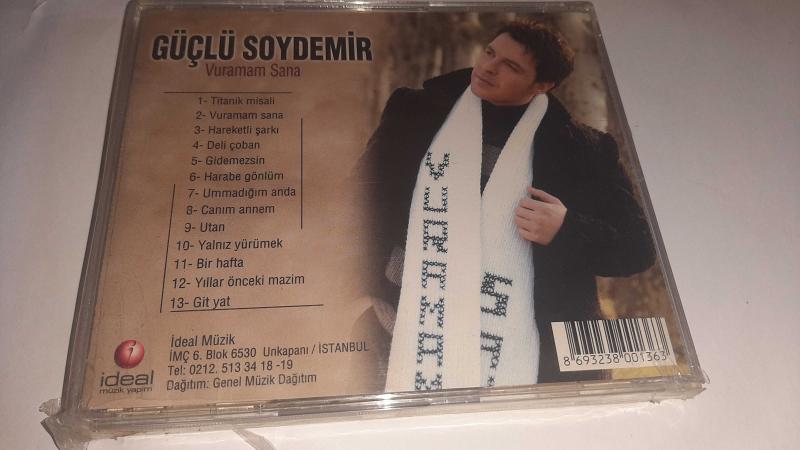 GÜÇLÜ SOYDEMİR
Vuramam Sana
1- Titanik misali
2- Vuramam sana
3- Hareketli şarkı
4- Deli çoban
5- Gidemezsin
6- Harabe gönlüm
7- Ummadığım anda
8- Canım annem
9- Utan
10- Yalnız yürümek
11- Bir hafta
12- Yıllar önceki mazim
13- Git yat
ideal
müzik yapım
İdeal Müzik
İMÇ 6. Blok 6530 Unkapanı / İSTANBUL
Tel: 0212. 513 34 18 -19
Dağıtım: Genel Müzik Dağıtım
8 693238 001363